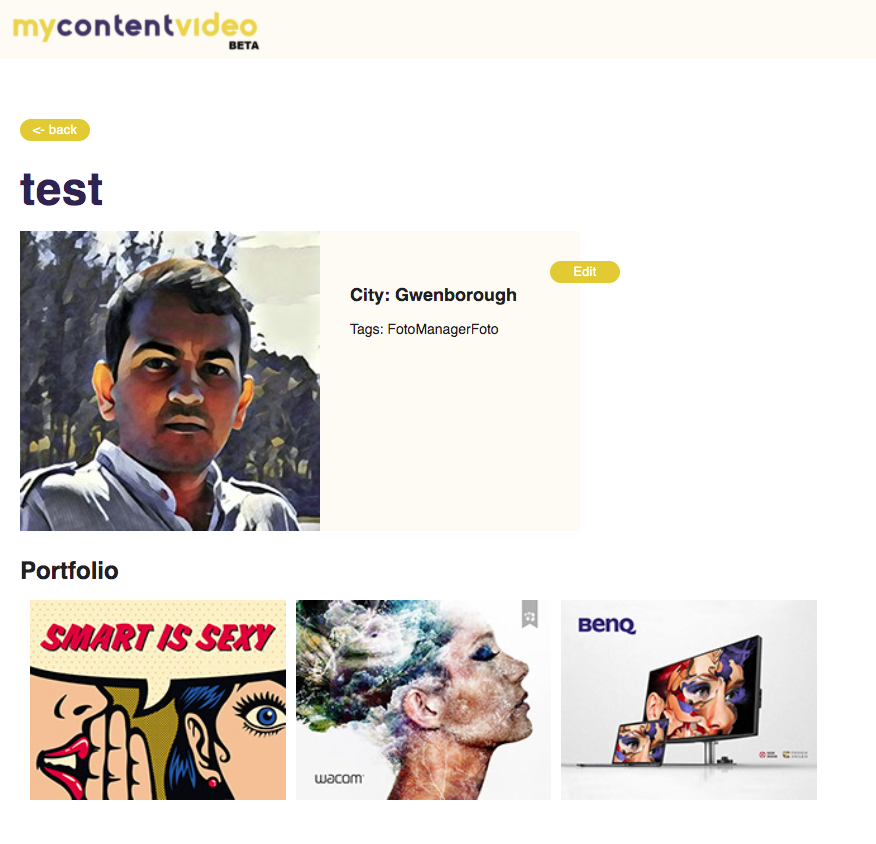 mycontentvideo
BETA
<- back
test
Edit
City: Gwenborough
Tags: FotoManagerFoto
Portfolio
SMART IS SEXY
wacom
BenQ